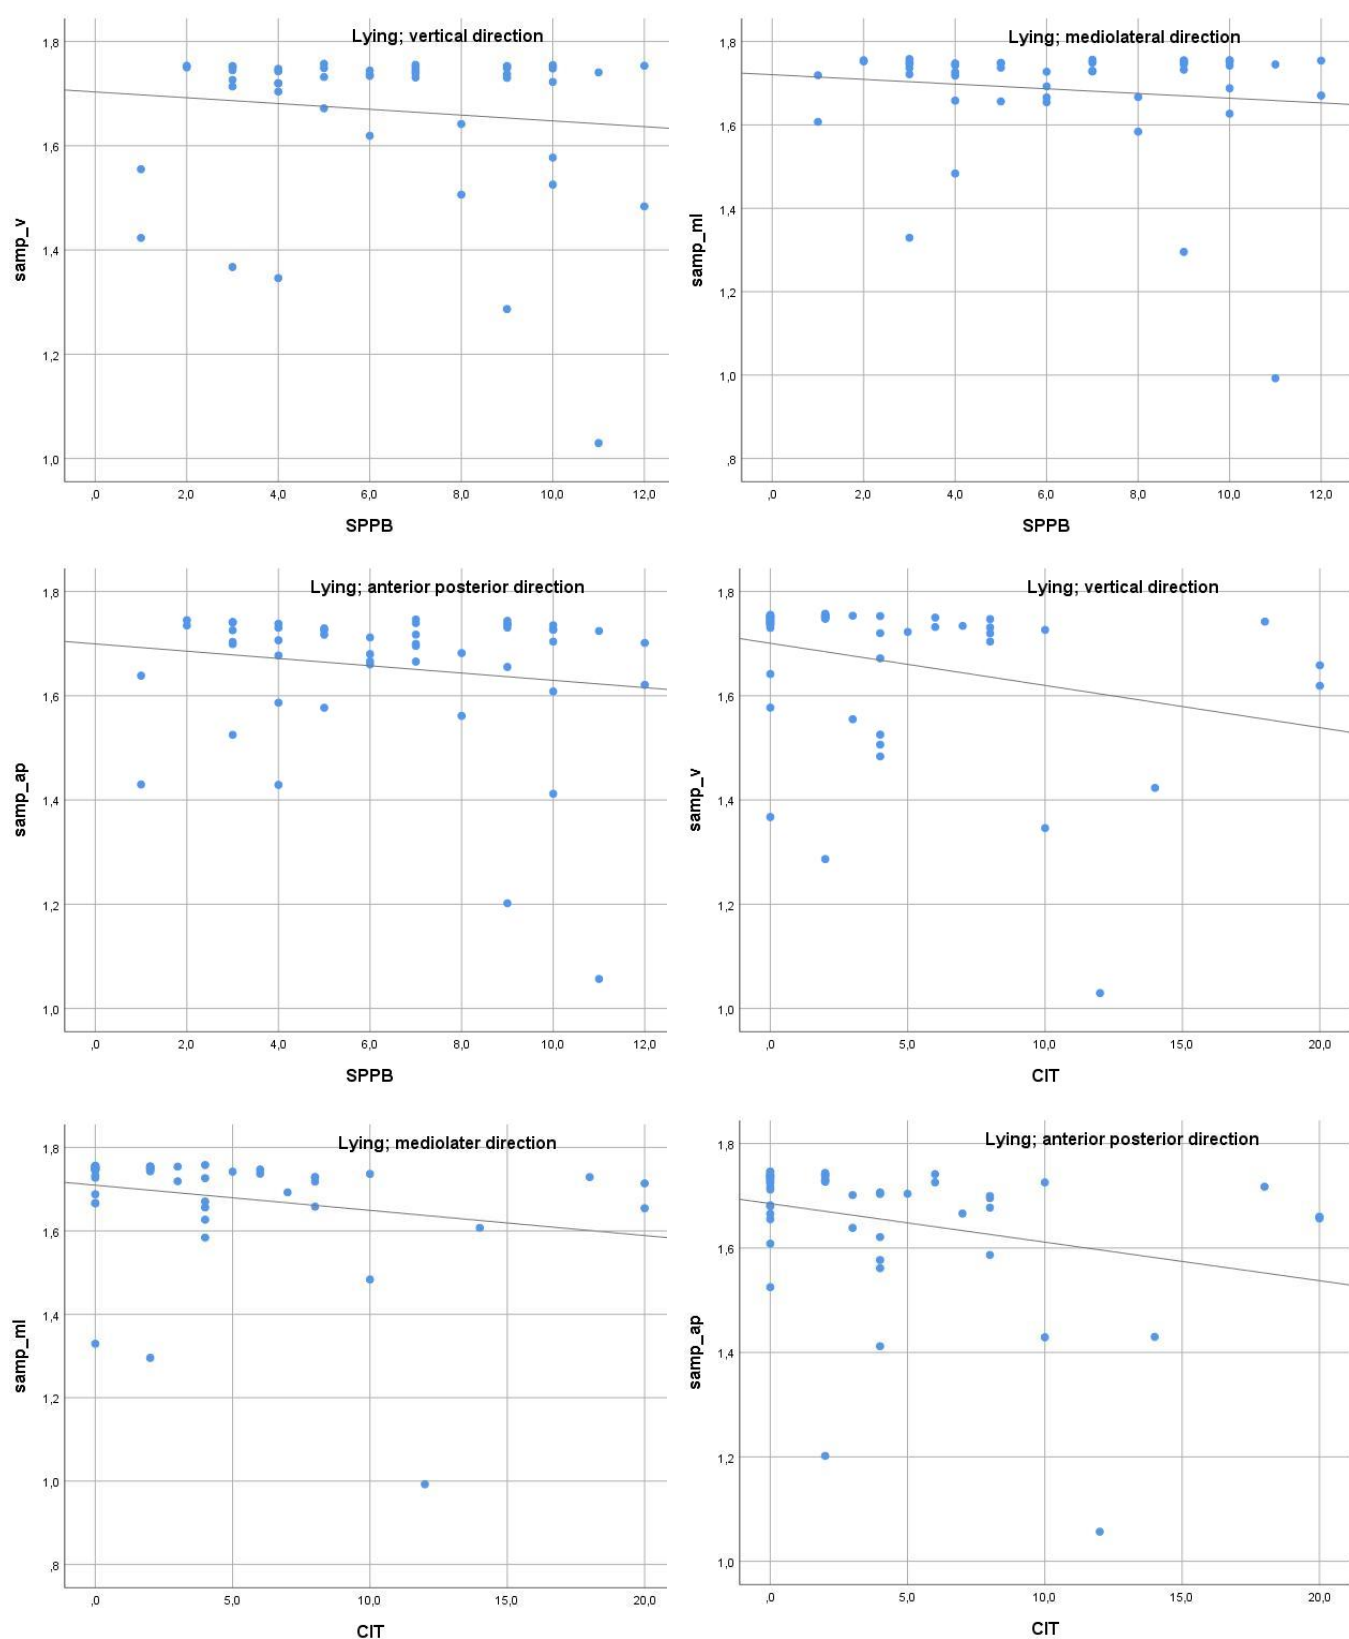 Lying; vertical direction
1,8
1,6
1,4
1,2
1,0
samp_v
,0 2,0 4,0 6,0 8,0 10,0 12,0
SPPB
Lying; mediolateral direction
1,8
1,6
1,4
1,2
1,0
,8
samp_ml
,0 2,0 4,0 6,0 8,0 10,0 12,0
SPPB
Lying; anterior posterior direction
1,8
1,6
1,4
1,2
1,0
samp_ap
,0 2,0 4,0 6,0 8,0 10,0 12,0
SPPB
Lying; vertical direction
1,8
1,6
1,4
1,2
1,0
samp_v
,0 5,0 10,0 15,0 20,0
CIT
Lying; mediolater direction
1,8
1,6
1,4
1,2
1,0
,8
samp_ml
,0 5,0 10,0 15,0 20,0
CIT
Lying; anterior posterior direction
1,8
1,6
1,4
1,2
1,0
samp_ap
,0 5,0 10,0 15,0 20,0
CIT